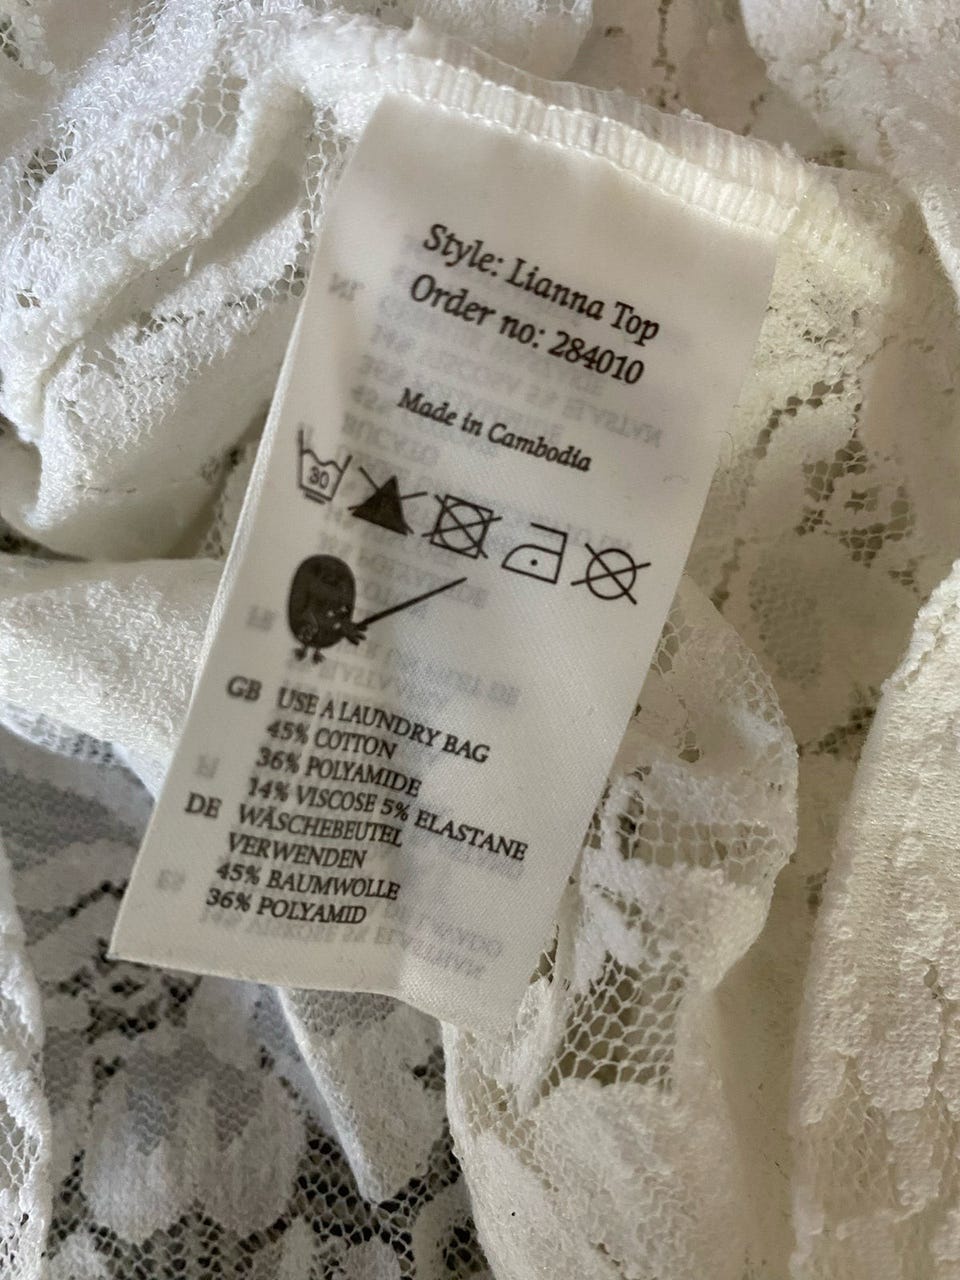 Style: Lianna Top
Order no: 284010
Made in Cambodia
30
GB USE A LAUNDRY BAG
45% COTTON
36% POLYAMIDE
14% VISCOSE 5% ELASTANE
DE WÄSCHEBEUTEL
VERWENDEN
45% BAUMWOLLE
36% POLYAMID